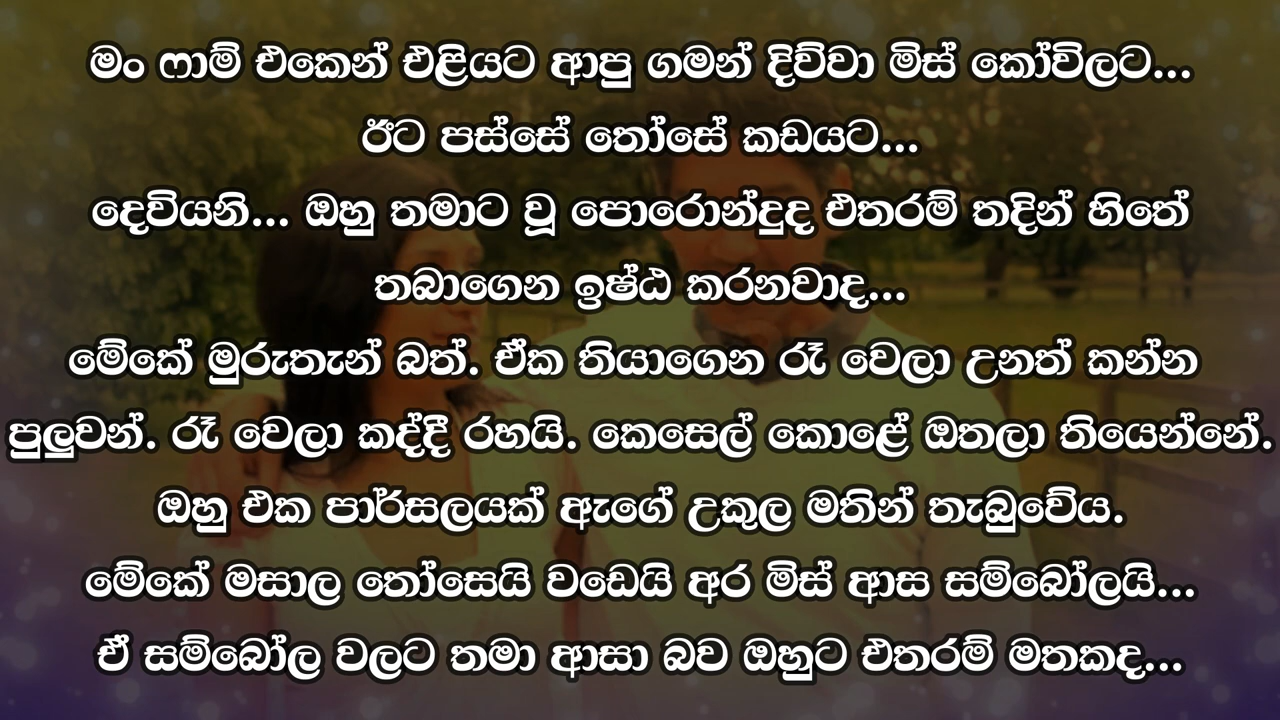 මං ෆාම් එකෙන් එළියට ආපු ගමන් දිව්වා මිස් කෝවිලට...
ඊට පස්සේ තෝසේ කඩයට...
දෙවියනි... ඔහු තමාට වූ පොරොන්දුද එතරම් තදින් හිතේ
තබාගෙන ඉෂ්ඨ කරනවාද...
මේකේ මුරුතැන් බත්. ඒක තියාගෙන රෑ වෙලා උනත් කන්න
පුලුවන්. රෑ වෙලා කද්දී රහයි. කෙසෙල් කොළේ ඔතලා තියෙන්නේ.
ඔහු එක පාර්සලයක් ඇගේ උකුල මතින් තැබුවේය.
මේකේ මසාල තෝසෙයි වඩෙයි අර මිස් ආස සම්බෝලයි...
ඒ සම්බෝල වලට තමා ආසා බව ඔහුට එතරම් මතකද...